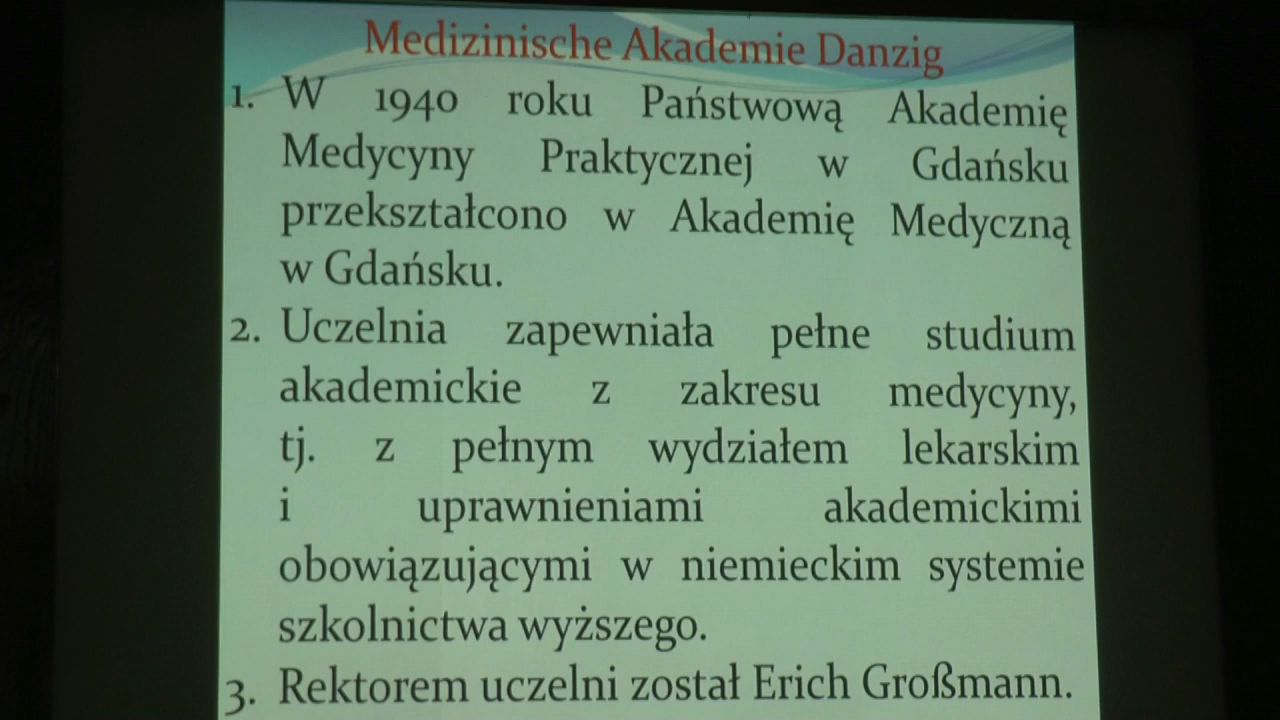 Medizinische Akademie Danzig
1. W 1940 roku Państwową Akademię
Medycyny Praktycznej w Gdańsku
przekształcono w Akademię Medyczną
w Gdańsku.
2. Uczelnia zapewniała pełne studium
akademickie z zakresu medycyny,
tj. z pełnym wydziałem lekarskim
i uprawnieniami akademickimi
obowiązującymi w niemieckim systemie
szkolnictwa wyższego.
3. Rektorem uczelni został Erich Großmann.